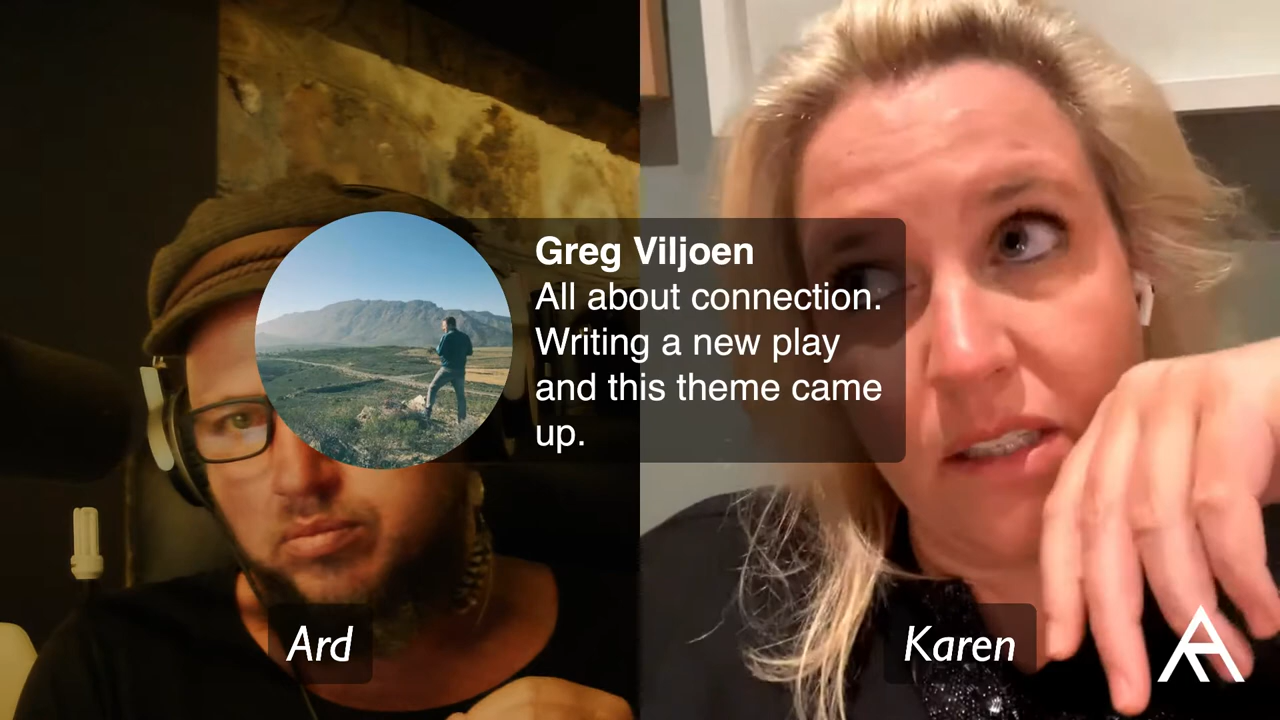 Greg Viljoen
All about connection.
Writing a new play
and this theme came
up.
Ard
Karen